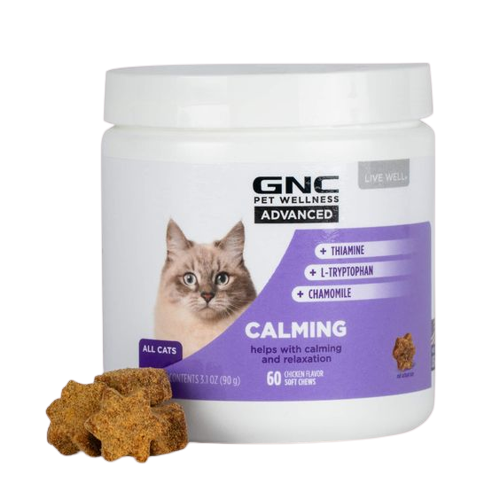 LIVE WELL.
GNC
PET WELLNESS
ADVANCED
+ THIAMINE
+ L-TRYPTOPHAN
+ CHAMOMILE
CALMING
helps with calming
and relaxation
ALL CATS
CONTENTS 3.1 OZ (90 g)
60 CHICKEN FLAVOR
SOFT CHEWS